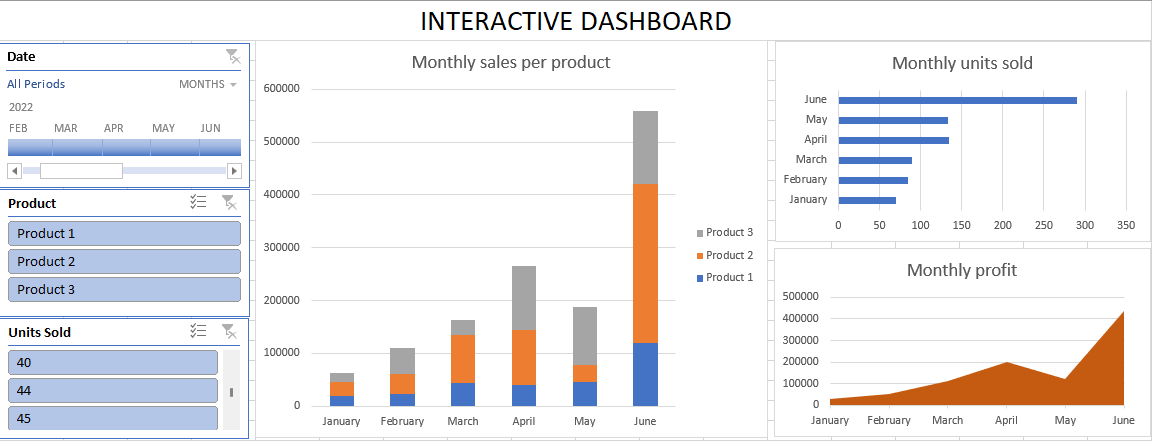 INTERACTIVE DASHBOARD
Date
All Periods MONTHS
2022
FEB MAR APR MAY JUN
Product
Product 1
Product 2
Product 3
Units Sold
40
44
45
Monthly sales per product
600000
500000
400000
300000
200000
100000
0
January February March April May June
Product 3
Product 2
Product 1
Monthly units sold
June
May
April
March
February
January
0 50 100 150 200 250 300 350
Monthly profit
500000
400000
300000
200000
100000
0
January February March April May June